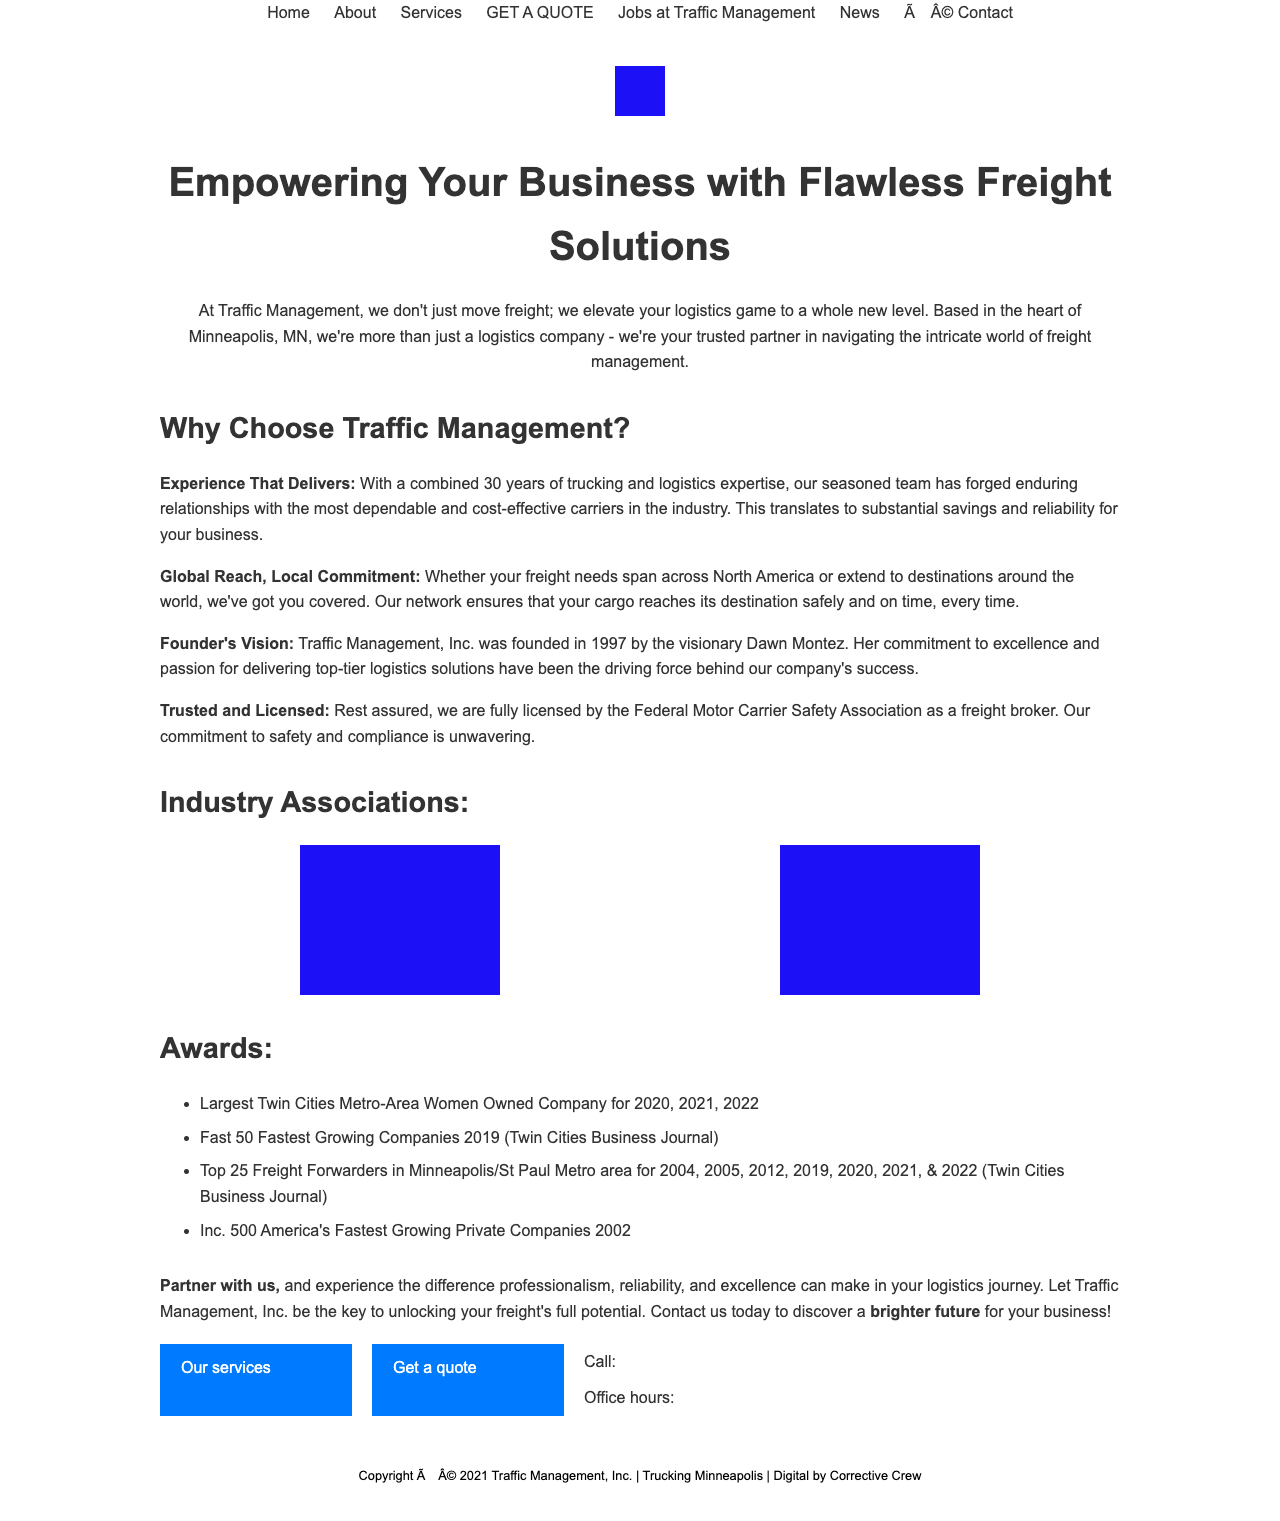 Home About Services GET A QUOTE Jobs at Traffic Management News Ã Â© Contact
Empowering Your Business with Flawless Freight
Solutions
At Traffic Management, we don't just move freight; we elevate your logistics game to a whole new level. Based in the heart of
Minneapolis, MN, we're more than just a logistics company - we're your trusted partner in navigating the intricate world of freight
management.
Why Choose Traffic Management?
Experience That Delivers: With a combined 30 years of trucking and logistics expertise, our seasoned team has forged enduring
relationships with the most dependable and cost-effective carriers in the industry. This translates to substantial savings and reliability for
your business.
Global Reach, Local Commitment: Whether your freight needs span across North America or extend to destinations around the
world, we've got you covered. Our network ensures that your cargo reaches its destination safely and on time, every time.
Founder's Vision: Traffic Management, Inc. was founded in 1997 by the visionary Dawn Montez. Her commitment to excellence and
passion for delivering top-tier logistics solutions have been the driving force behind our company's success.
Trusted and Licensed: Rest assured, we are fully licensed by the Federal Motor Carrier Safety Association as a freight broker. Our
commitment to safety and compliance is unwavering.
Industry Associations:
Awards:
• Largest Twin Cities Metro-Area Women Owned Company for 2020, 2021, 2022
• Fast 50 Fastest Growing Companies 2019 (Twin Cities Business Journal)
• Top 25 Freight Forwarders in Minneapolis/St Paul Metro area for 2004, 2005, 2012, 2019, 2020, 2021, & 2022 (Twin Cities
Business Journal)
• Inc. 500 America's Fastest Growing Private Companies 2002
Partner with us, and experience the difference professionalism, reliability, and excellence can make in your logistics journey. Let Traffic
Management, Inc. be the key to unlocking your freight's full potential. Contact us today to discover a brighter future for your business!
Our services
Get a quote
Call:
Office hours:
Copyright Ã Â© 2021 Traffic Management, Inc. | Trucking Minneapolis | Digital by Corrective Crew